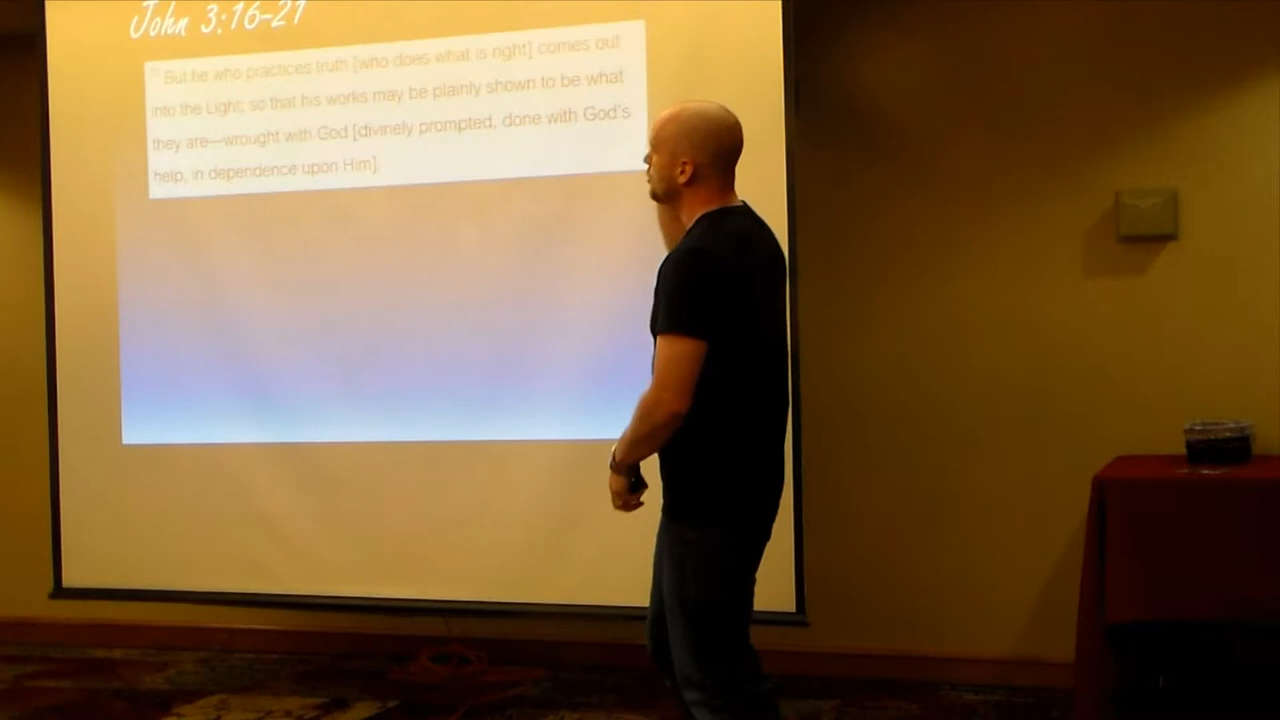 John 3:16-21
21 But he who practices truth [who does what is right] comes out
into the Light; so that his works may be plainly shown to be what
they are—wrought with God [divinely prompted, done with God's
help, in dependence upon Him].